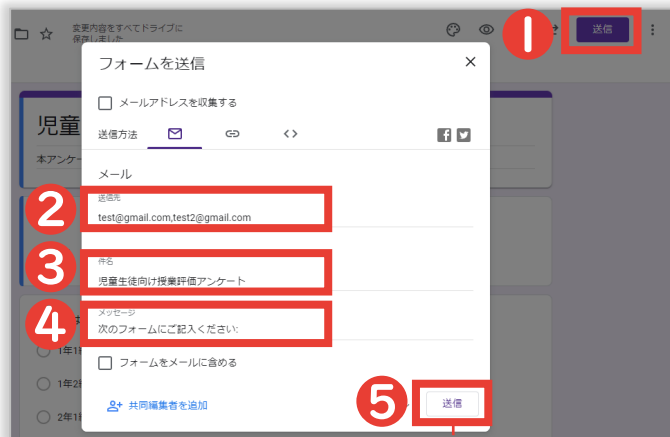 変更内容をすべてドライブに
保存しました
1
送信
フォームを送信
メールアドレスを収集する
児童
送信方法
本アンケー
メール
2
送信先
test@gmail.com,test2@gmail.com
3
件名
児童生徒向け授業評価アンケート
4
メッセージ
次のフォームにご記入ください:
1年1
フォームをメールに含める
1年2
共同編集者を追加
5
送信
2年1